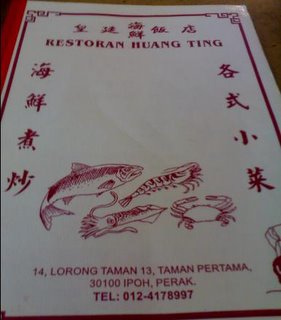 皇廷海鮮飯店
RESTORAN HUANG TING
海鮮煮炒
各式小菜
14, LORONG TAMAN 13, TAMAN PERTAMA,
30100 IPOH, PERAK.
TEL: 012-4178997